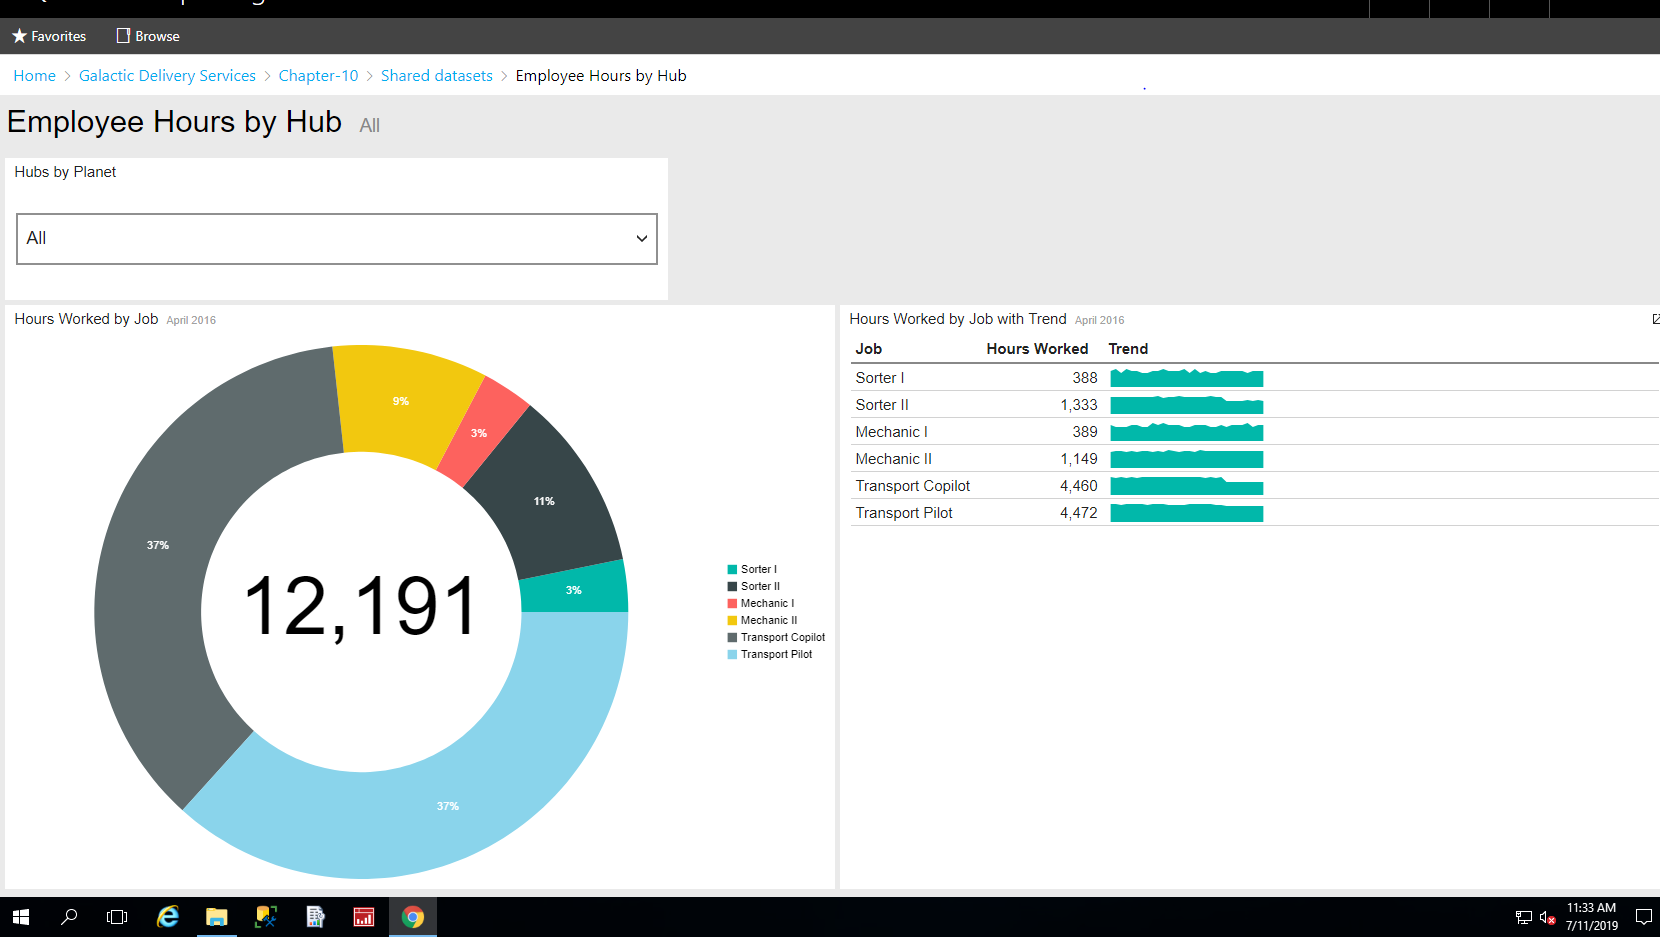 Favorites Browse
Home > Galactic Delivery Services > Chapter-10 > Shared datasets > Employee Hours by Hub
Employee Hours by Hub All
Hubs by Planet
All
Hours Worked by Job April 2016
9%
3%
11%
37%
12,191
3%
37%
Sorter I
Sorter II
Mechanic I
Mechanic II
Transport Copilot
Transport Pilot
Hours Worked by Job with Trend April 2016
Job Hours Worked Trend
Sorter I 388
Sorter II 1,333
Mechanic I 389
Mechanic II 1,149
Transport Copilot 4,460
Transport Pilot 4,472
11:33 AM
7/11/2019